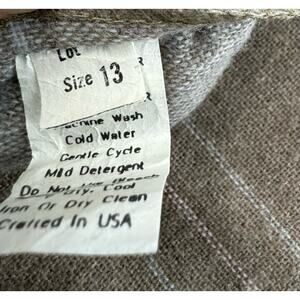 Lot
R
Size 13
R
Wash
Cold Water
Gentle Cycle
Mild Detergent
Do Not Use Bleach
Dry, Cool
Iron Or Dry Clean
Crafted In USA